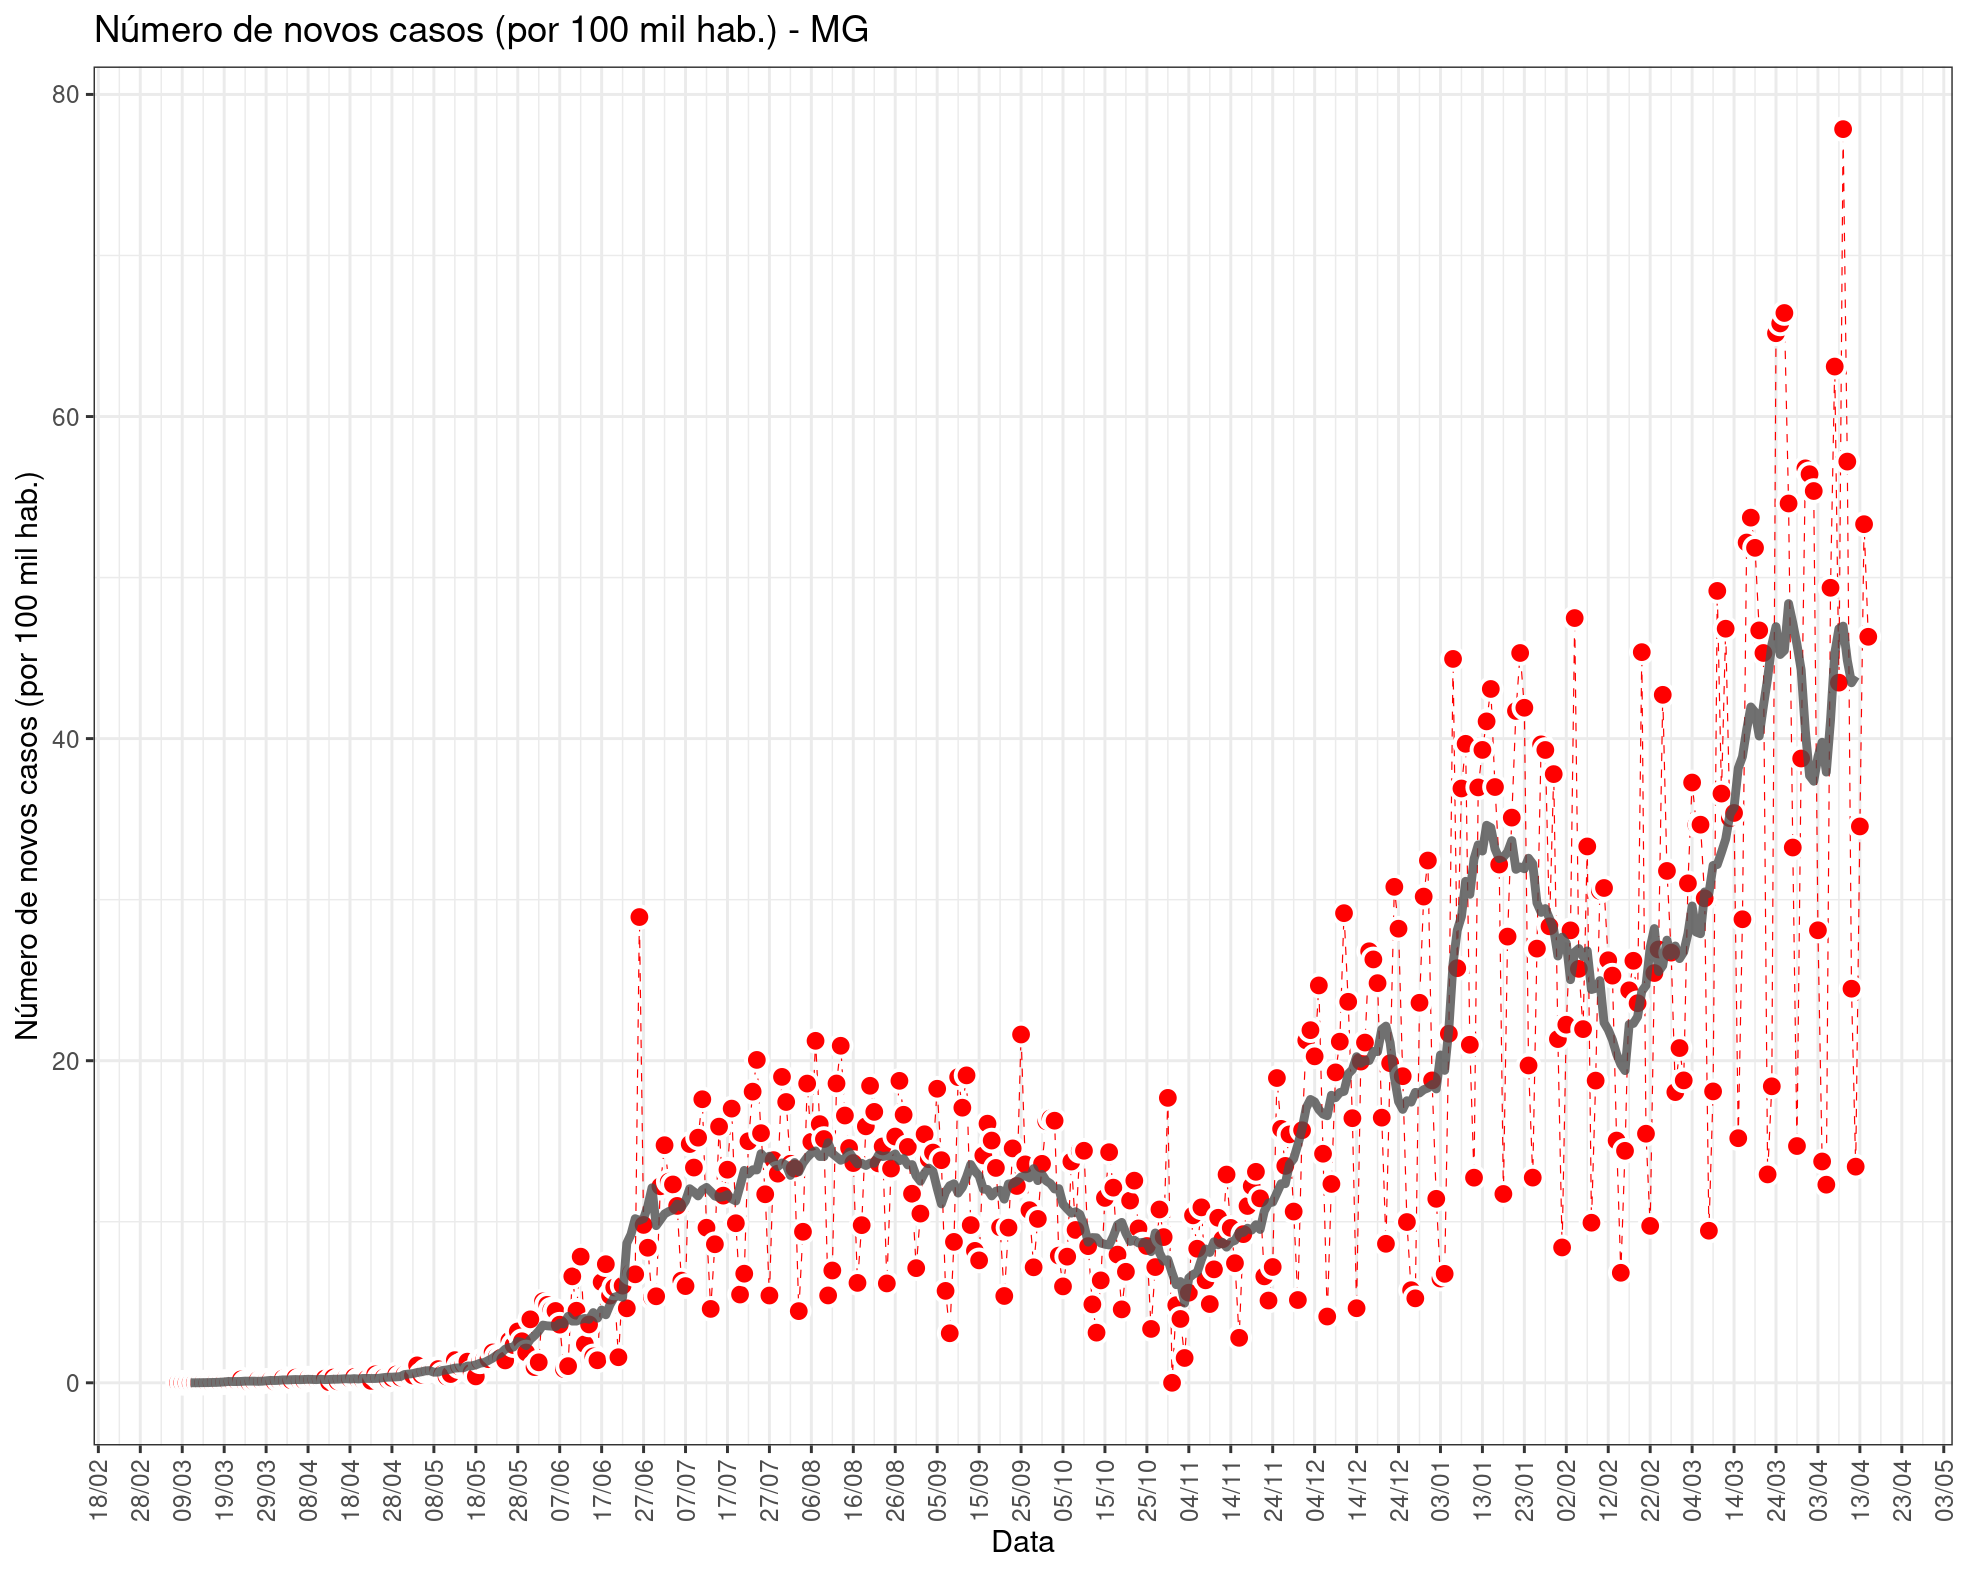 Número de novos casos (por 100 mil hab.) - MG
Número de novos casos (por 100 mil hab.)
80
60
40
20
0
18/02 28/02 09/03 19/03 29/03 08/04 18/04 28/04 08/05 18/05 28/05 07/06 17/06 27/06 07/07 17/07 27/07 06/08 16/08 26/08 05/09 15/09 25/09 05/10 15/10 25/10 04/11 14/11 24/11 04/12 14/12 24/12 03/01 13/01 23/01 02/02 12/02 22/02 04/03 14/03 24/03 03/04 13/04 23/04 03/05
Data